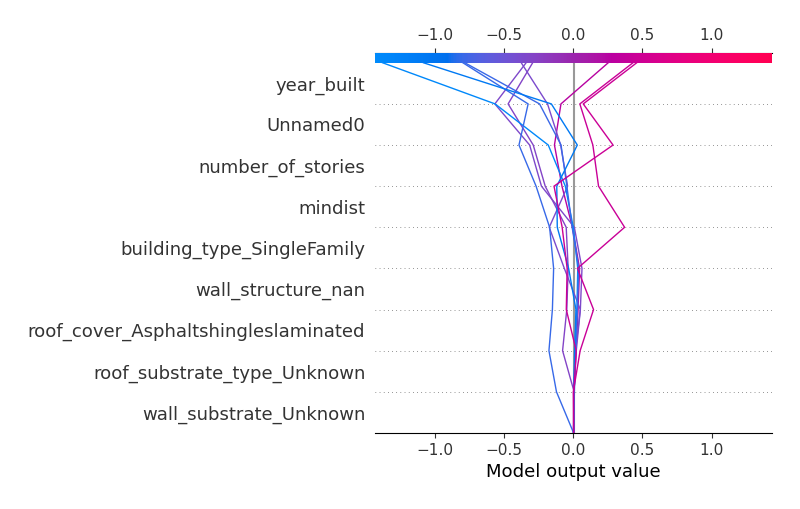 −1.0 −0.5 0.0 0.5 1.0
year_built
Unnamed0
number_of_stories
mindist
building_type_SingleFamily
wall_structure_nan
roof_cover_Asphaltshingleslaminated
roof_substrate_type_Unknown
wall_substrate_Unknown
−1.0 −0.5 0.0 0.5 1.0
Model output value